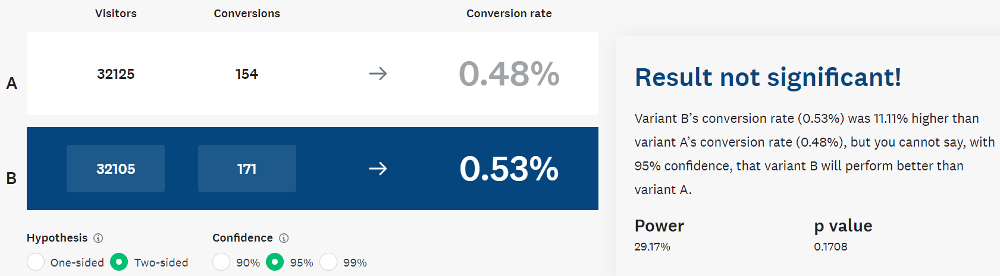 Visitors Conversions Conversion rate
A 32125 154 → 0.48%
B 32105 171 → 0.53%
Hypothesis Confidence
One-sided Two-sided 90% 95% 99%
Result not significant!
Variant B’s conversion rate (0.53%) was 11.11% higher than
variant A’s conversion rate (0.48%), but you cannot say, with
95% confidence, that variant B will perform better than
variant A.
Power p value
29.17% 0.1708